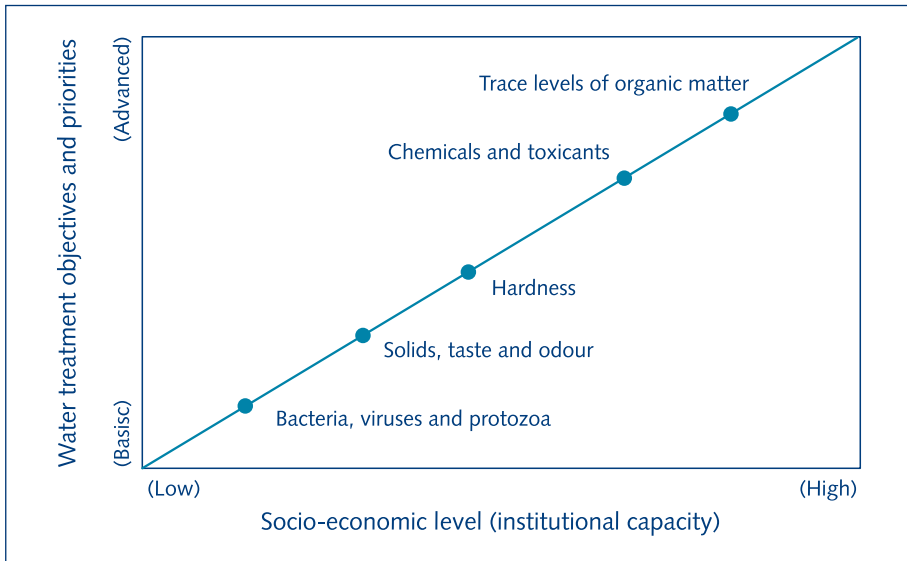 Water treatment objectives and priorities
(Advanced)
(Basisc)
Trace levels of organic matter
Chemicals and toxicants
Hardness
Solids, taste and odour
Bacteria, viruses and protozoa
(Low)
(High)
Socio-economic level (institutional capacity)